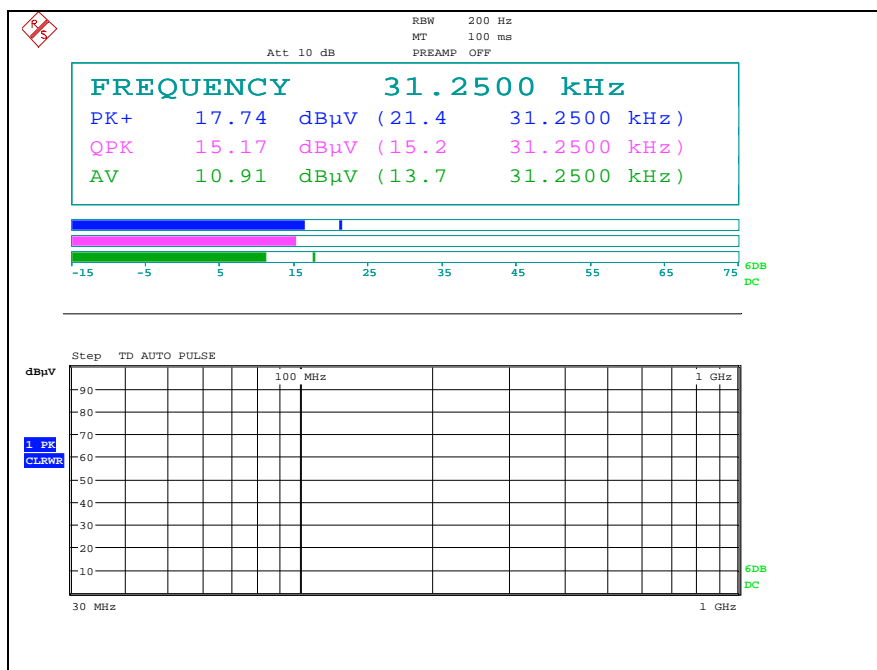 R
S
RBW 200 Hz
MT 100 ms
Att 10 dB PREAMP OFF
FREQUENCY 31.2500 kHz
PK+ 17.74 dBµV (21.4 31.2500 kHz)
QPK 15.17 dBµV (15.2 31.2500 kHz)
AV 10.91 dBµV (13.7 31.2500 kHz)
-15 -5 5 15 25 35 45 55 65 75
6DB
DC
Step TD AUTO PULSE
dBµV
100 MHz 1 GHz
90
80
70
1 PK
CLRWR
60
50
40
30
20
10
6DB
DC
30 MHz 1 GHz